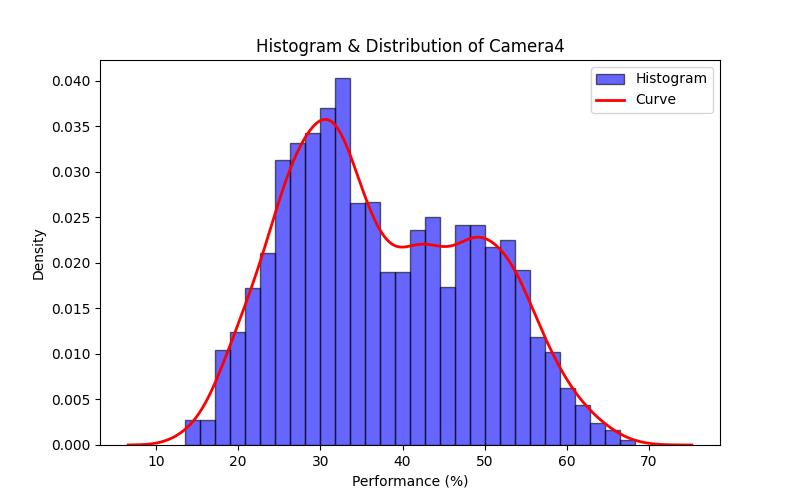 Histogram & Distribution of Camera4
Histogram
Curve
0.040
0.035
0.030
0.025
0.020
0.015
0.010
0.005
0.000
Density
10 20 30 40 50 60 70
Performance (%)